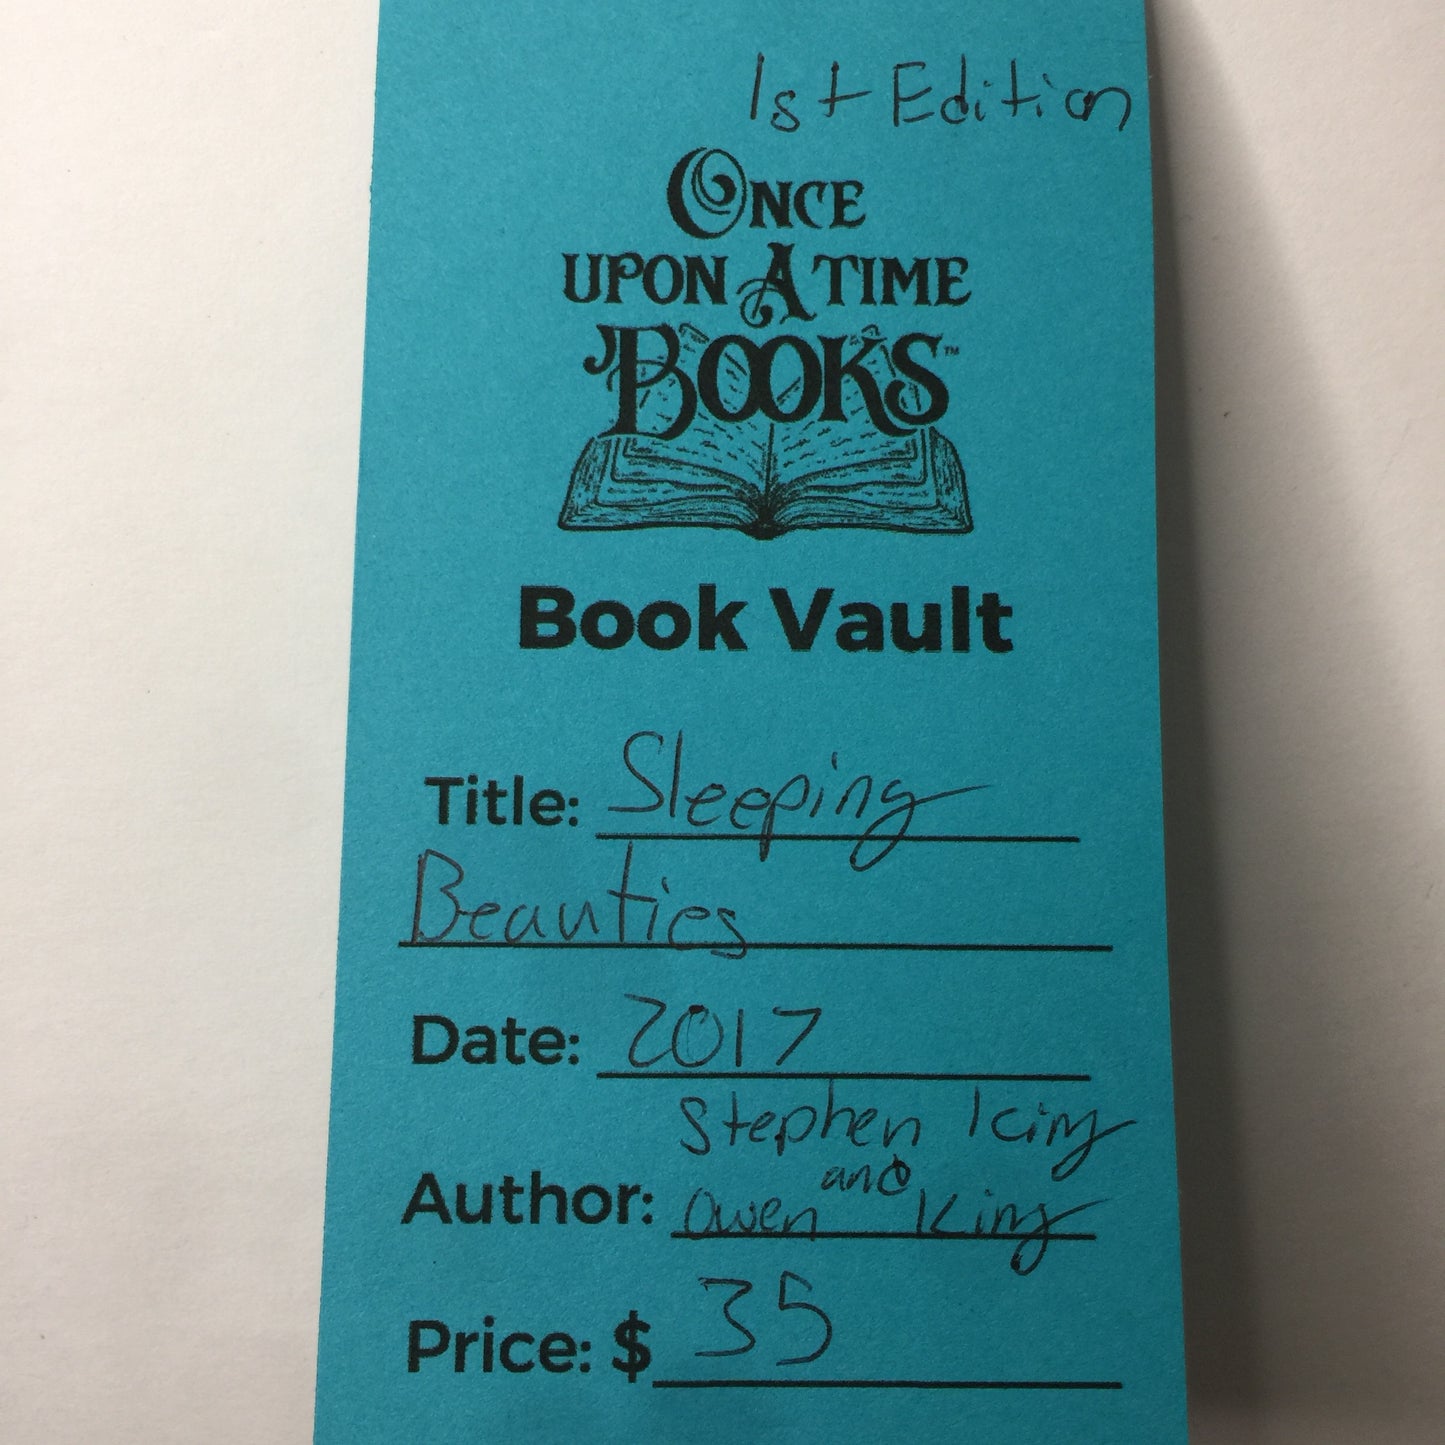 1st Edition
ONCE
UPON A TIME
BOOKS™
Book Vault
Title: Sleeping
Beauties
Date: 2017
Stephen King
and
Author: Owen King
Price: $ 35